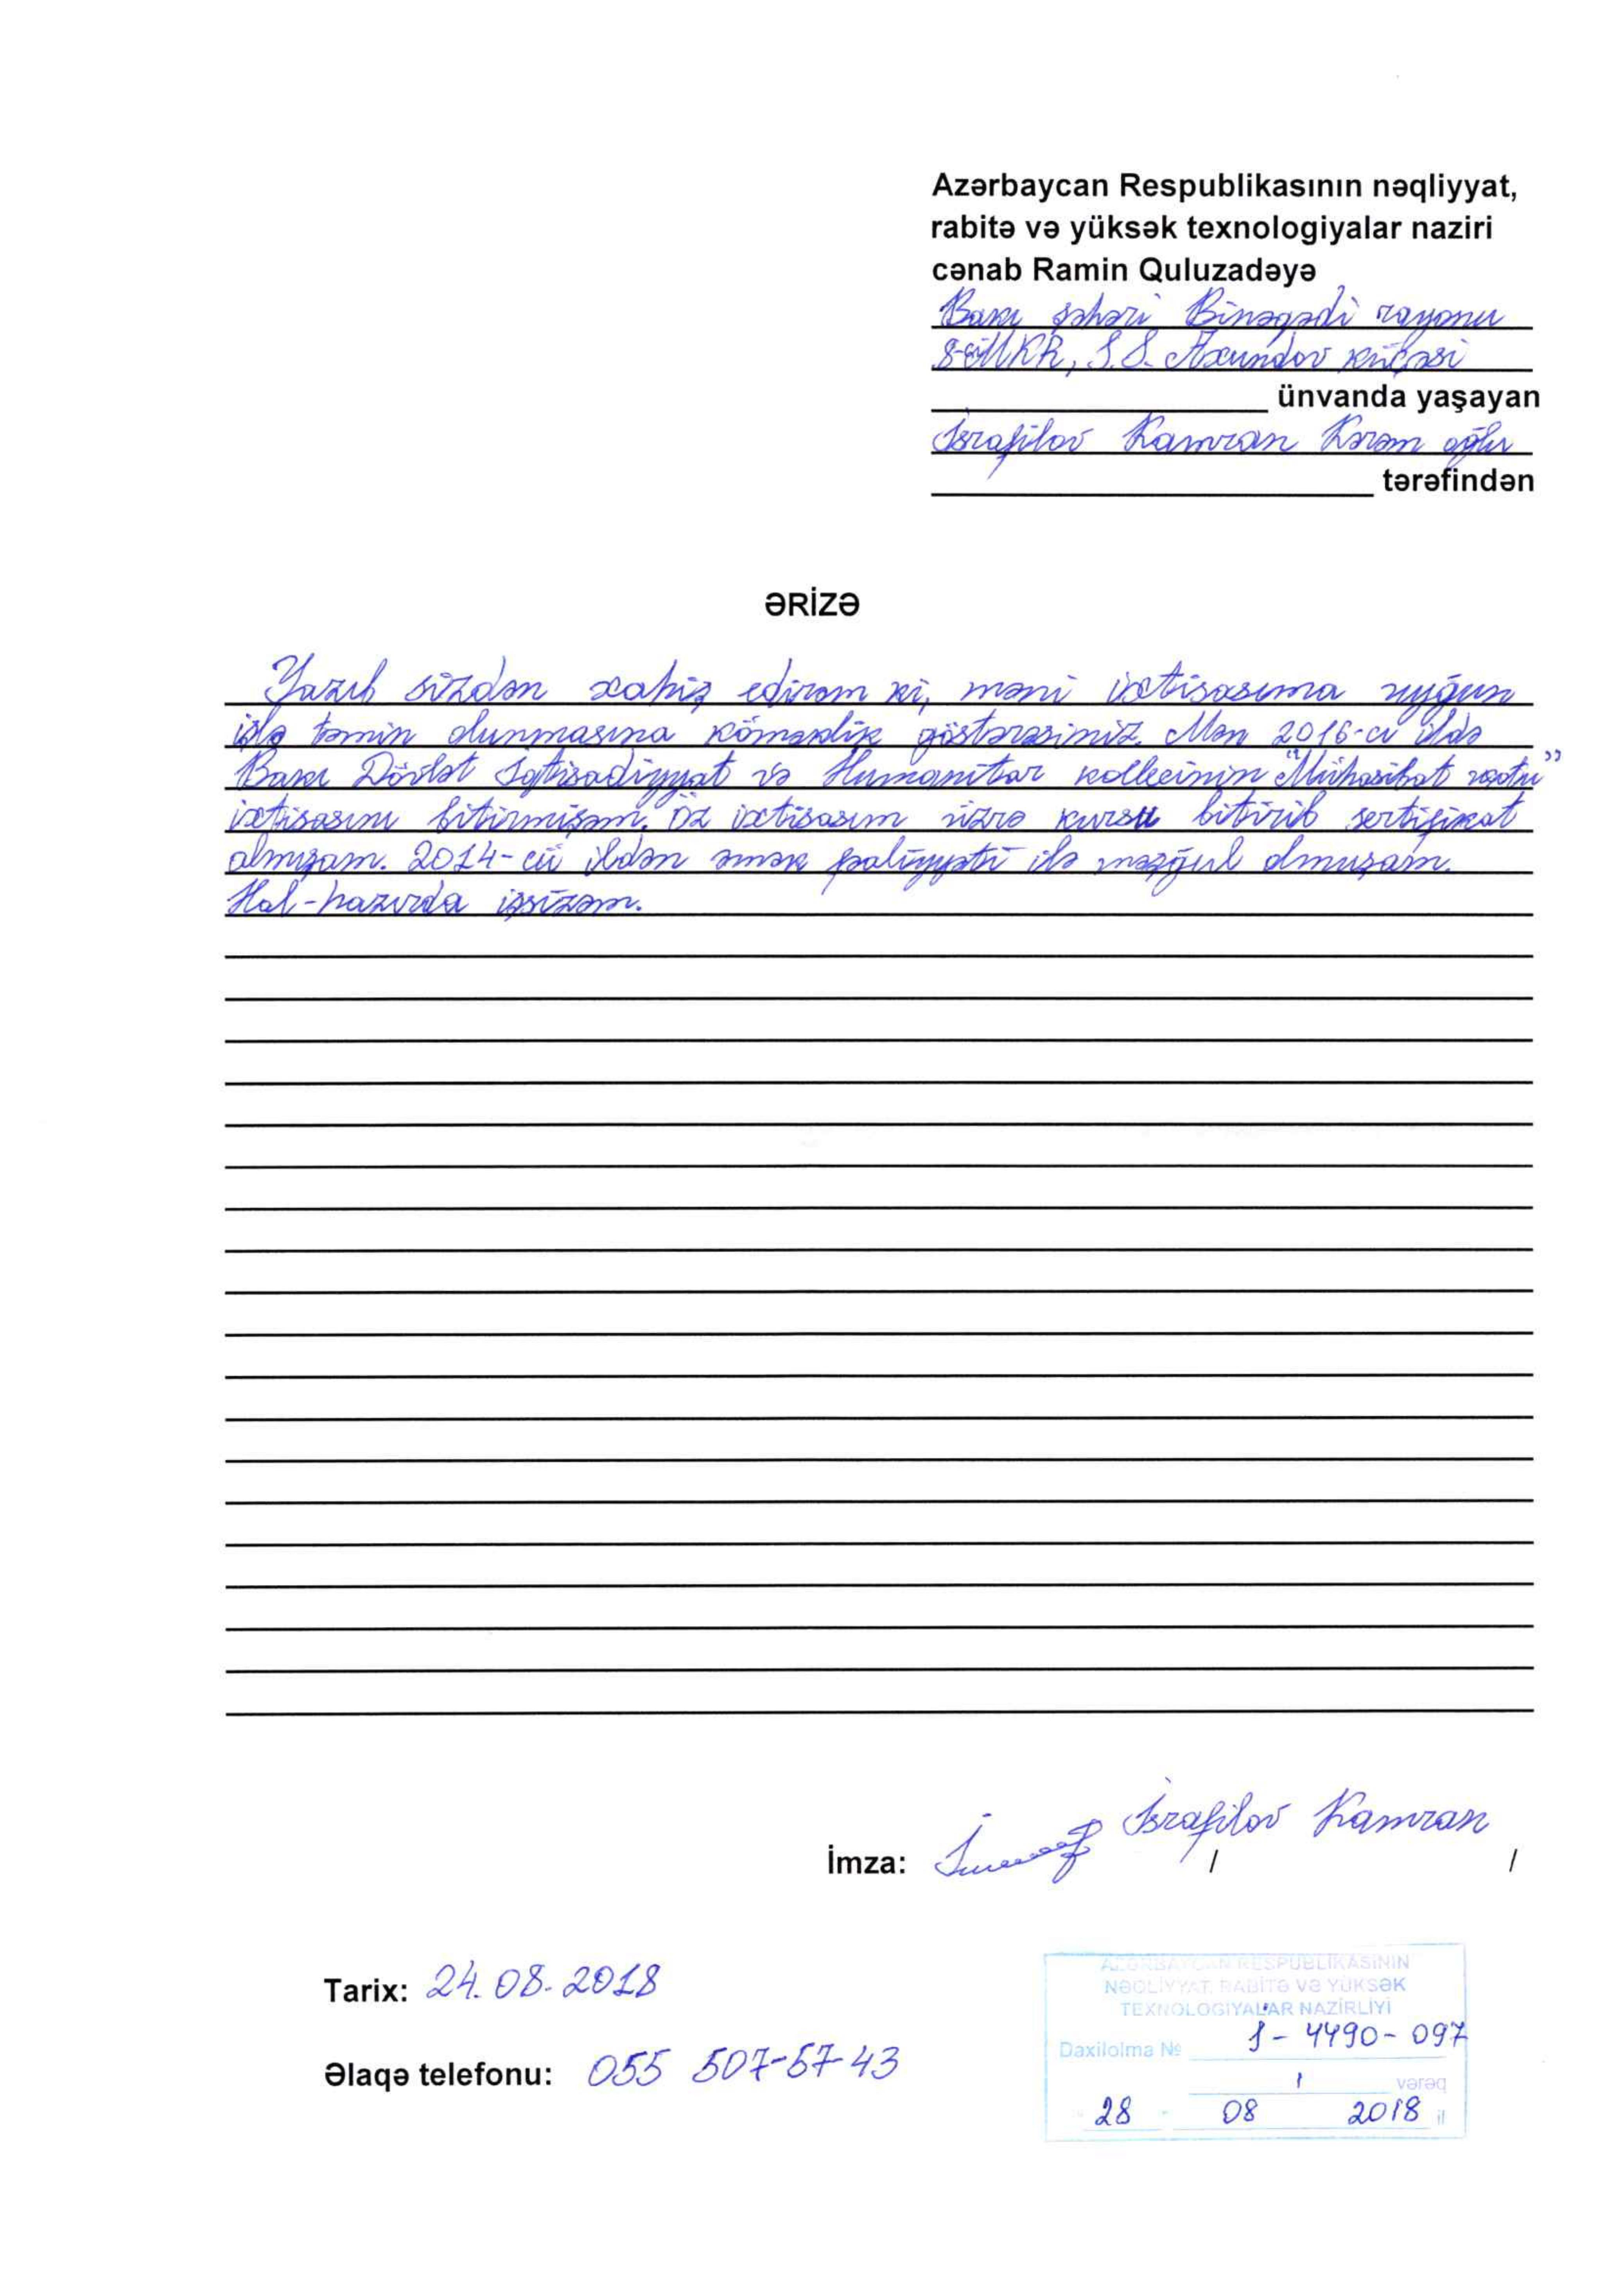 Azərbaycan Respublikasının nəqliyyat,
rabitə və yüksək texnologiyalar naziri
cənab Ramin Quluzadəyə
Bakı şəhəri Binəqədi rayonu
8-ci MKR, S.S. Axundov küçəsi
ünvanda yaşayan
İsrafilov Kamran Kərəm oğlu
tərəfindən
ƏRİZƏ
Yazıb sizdən xahiş edirəm ki, məni ixtisasıma uyğun
işlə təmin olunmasına köməklik göstərəsiniz. Mən 2016-cı ildə
Bakı Dövlət İqtisadiyyat və Humanitar kollecinin "Mühasibat uçotu"
ixtisasını bitirmişəm. Öz ixtisasım üzrə kursu bitirib sertifikat
almışam. 2014-cü ildən əmək fəaliyyəti ilə məşğul olmuşam.
Hal-hazırda işsizəm.
İmza: / İsrafilov Kamran /
Tarix: 24.08.2018
Əlaqə telefonu: 055 507-57-43
AZƏRBAYCAN RESPUBLİKASININ
NƏQLİYYAT, RABİTƏ VƏ YÜKSƏK
TEXNOLOGİYALAR NAZİRLİYİ
Daxilolma № 1-4490-097
1 vərəq
28 08 2018 il